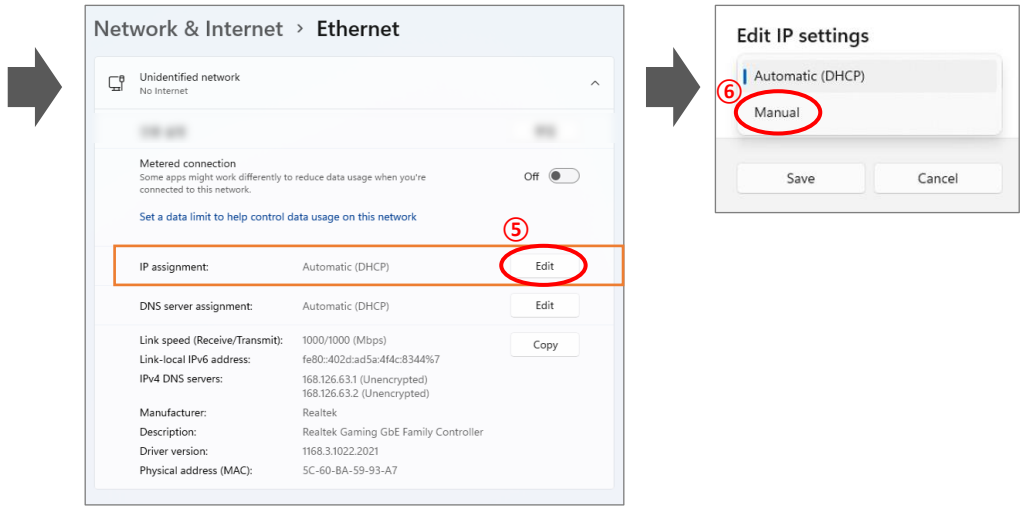 Network & Internet > Ethernet
Unidentified network
No Internet
Metered connection
Some apps might work differently to reduce data usage when you're
connected to this network.
Off
Set a data limit to help control data usage on this network
⑤
IP assignment: Automatic (DHCP) Edit
DNS server assignment: Automatic (DHCP) Edit
Link speed (Receive/Transmit): 1000/1000 (Mbps) Copy
Link-local IPv6 address: fe80::402d:ad5a:4f4c:8344%7
IPv4 DNS servers: 168.126.63.1 (Unencrypted)
168.126.63.2 (Unencrypted)
Manufacturer: Realtek
Description: Realtek Gaming GbE Family Controller
Driver version: 1168.3.1022.2021
Physical address (MAC): 5C-60-BA-59-93-A7
Edit IP settings
Automatic (DHCP)
⑥
Manual
Save Cancel